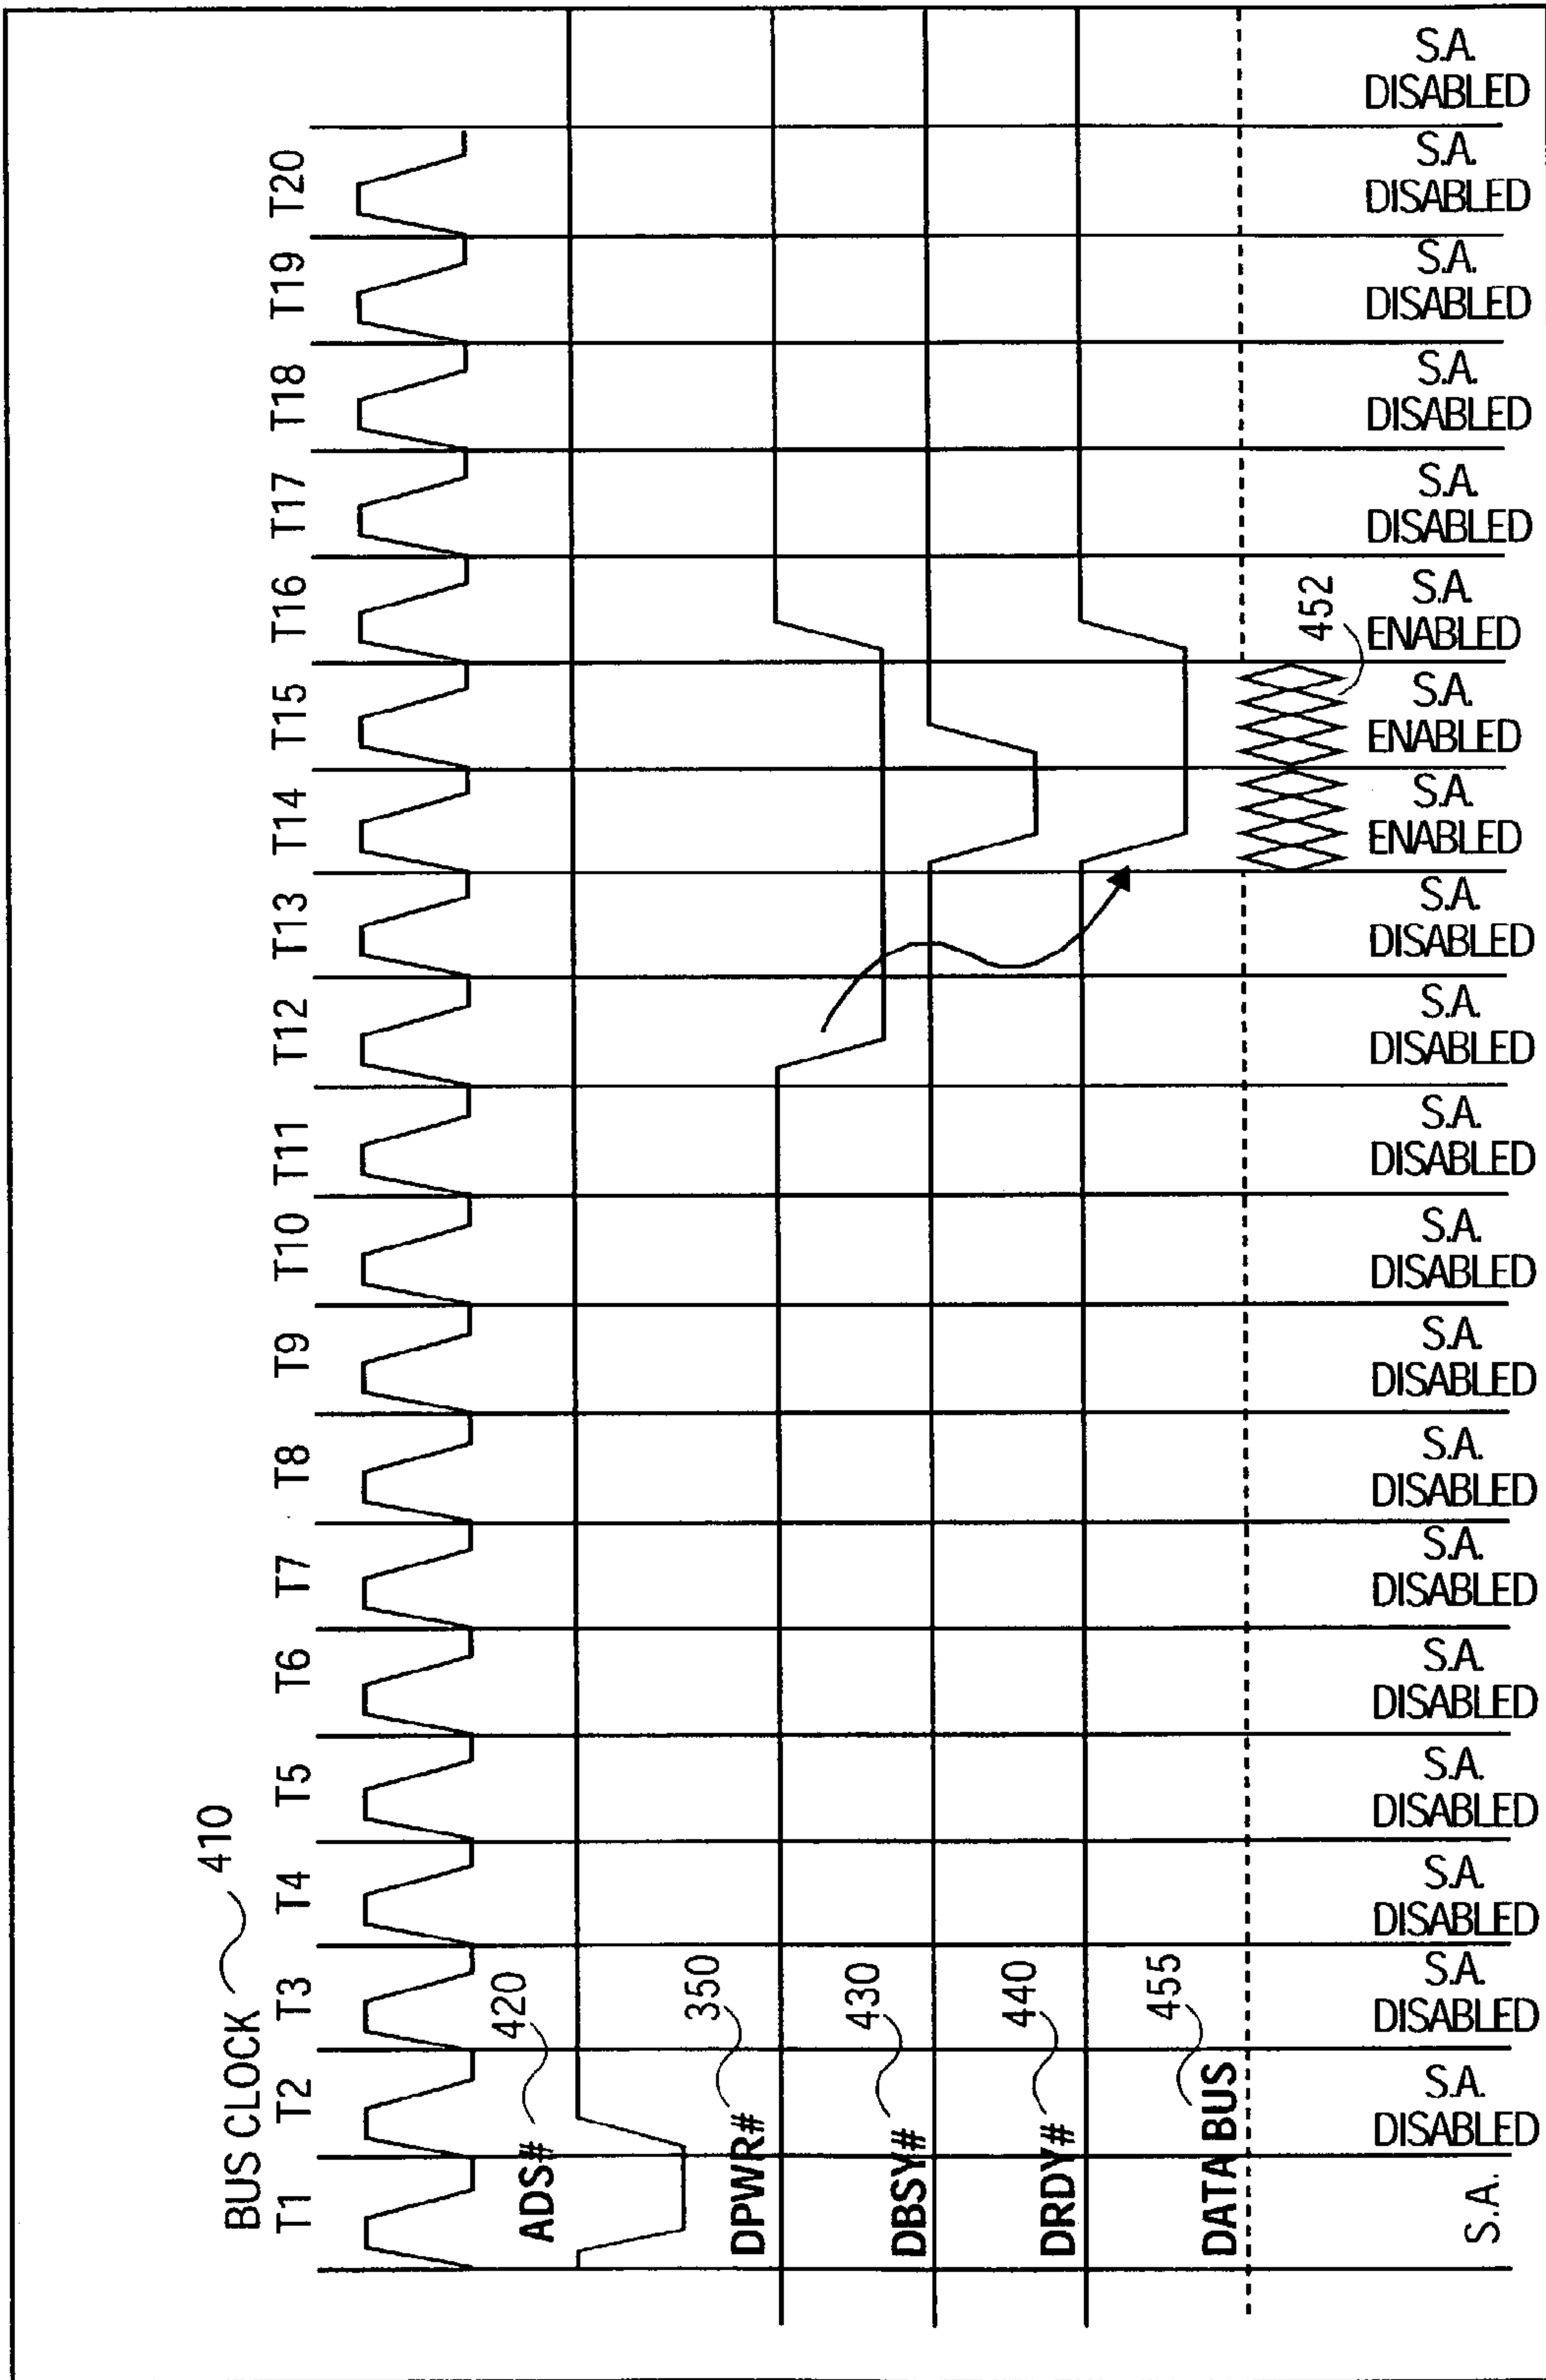 BUS CLOCK 410
T1 T2 T3 T4 T5 T6 T7 T8 T9 T10 T11 T12 T13 T14 T15 T16 T17 T18 T19 T20
ADS# 420
DPWR# 350
DBSY# 430
DRDY# 440
DATA BUS 455
452
S.A.
S.A.
DISABLED
S.A.
DISABLED
S.A.
DISABLED
S.A.
DISABLED
S.A.
DISABLED
S.A.
DISABLED
S.A.
DISABLED
S.A.
DISABLED
S.A.
DISABLED
S.A.
DISABLED
S.A.
DISABLED
S.A.
DISABLED
S.A.
ENABLED
S.A.
ENABLED
S.A.
ENABLED
S.A.
DISABLED
S.A.
DISABLED
S.A.
DISABLED
S.A.
DISABLED
S.A.
DISABLED